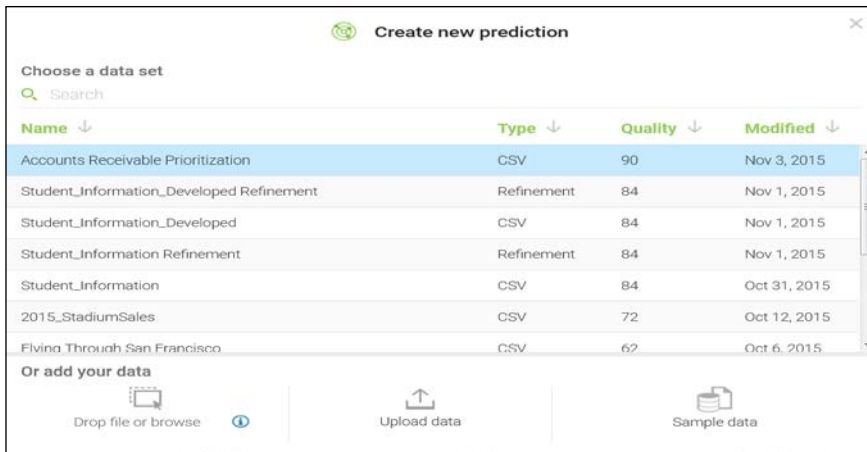 Create new prediction
Choose a data set
Search
Name Type Quality Modified
Accounts Receivable Prioritization CSV 90 Nov 3, 2015
Student_Information_Developed Refinement Refinement 84 Nov 1, 2015
Student_Information_Developed CSV 84 Nov 1, 2015
Student_Information Refinement Refinement 84 Nov 1, 2015
Student_Information CSV 84 Oct 31, 2015
2015_StadiumSales CSV 72 Oct 12, 2015
Flying Through San Francisco CSV 62 Oct 6, 2015
Or add your data
Drop file or browse Upload data Sample data